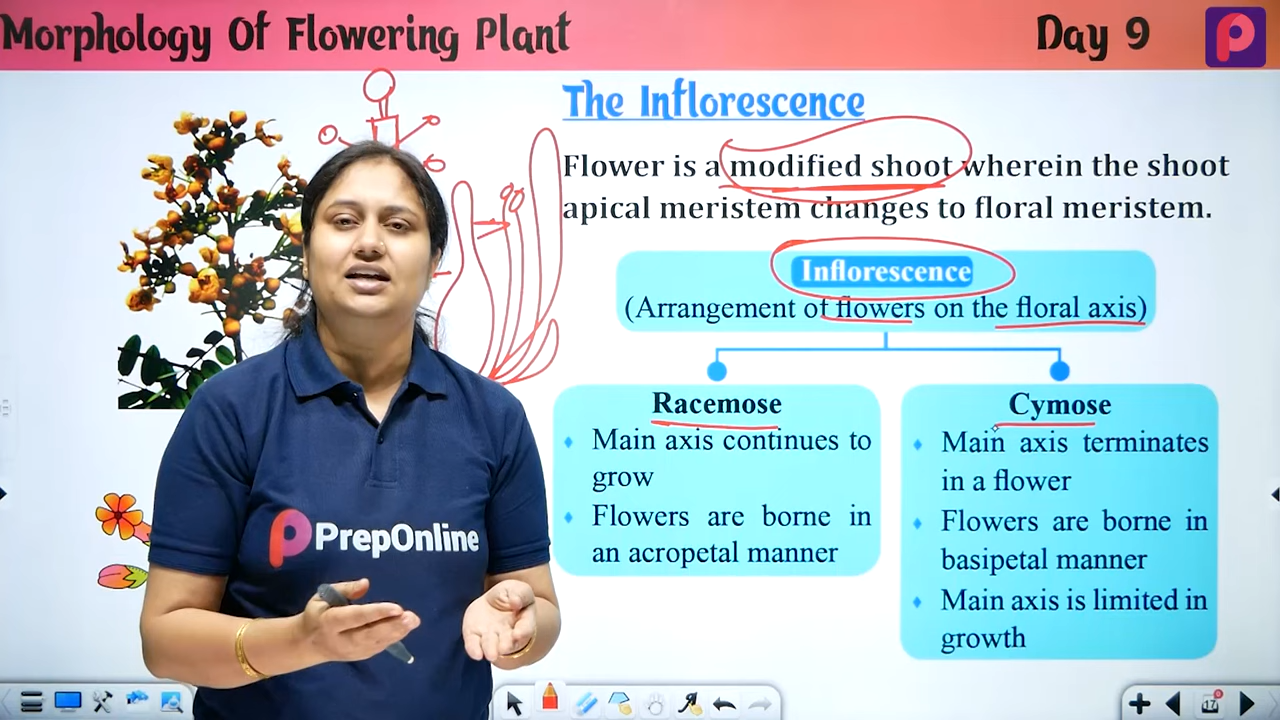 Morphology Of Flowering Plant
Day 9
The Inflorescence
Flower is a modified shoot wherein the shoot
apical meristem changes to floral meristem.
Inflorescence
(Arrangement of flowers on the floral axis)
Racemose
Main axis continues to
grow
Flowers are borne in
an acropetal manner
Cymose
Main axis terminates
in a flower
Flowers are borne in
basipetal manner
Main axis is limited in
growth
PrepOnline
17